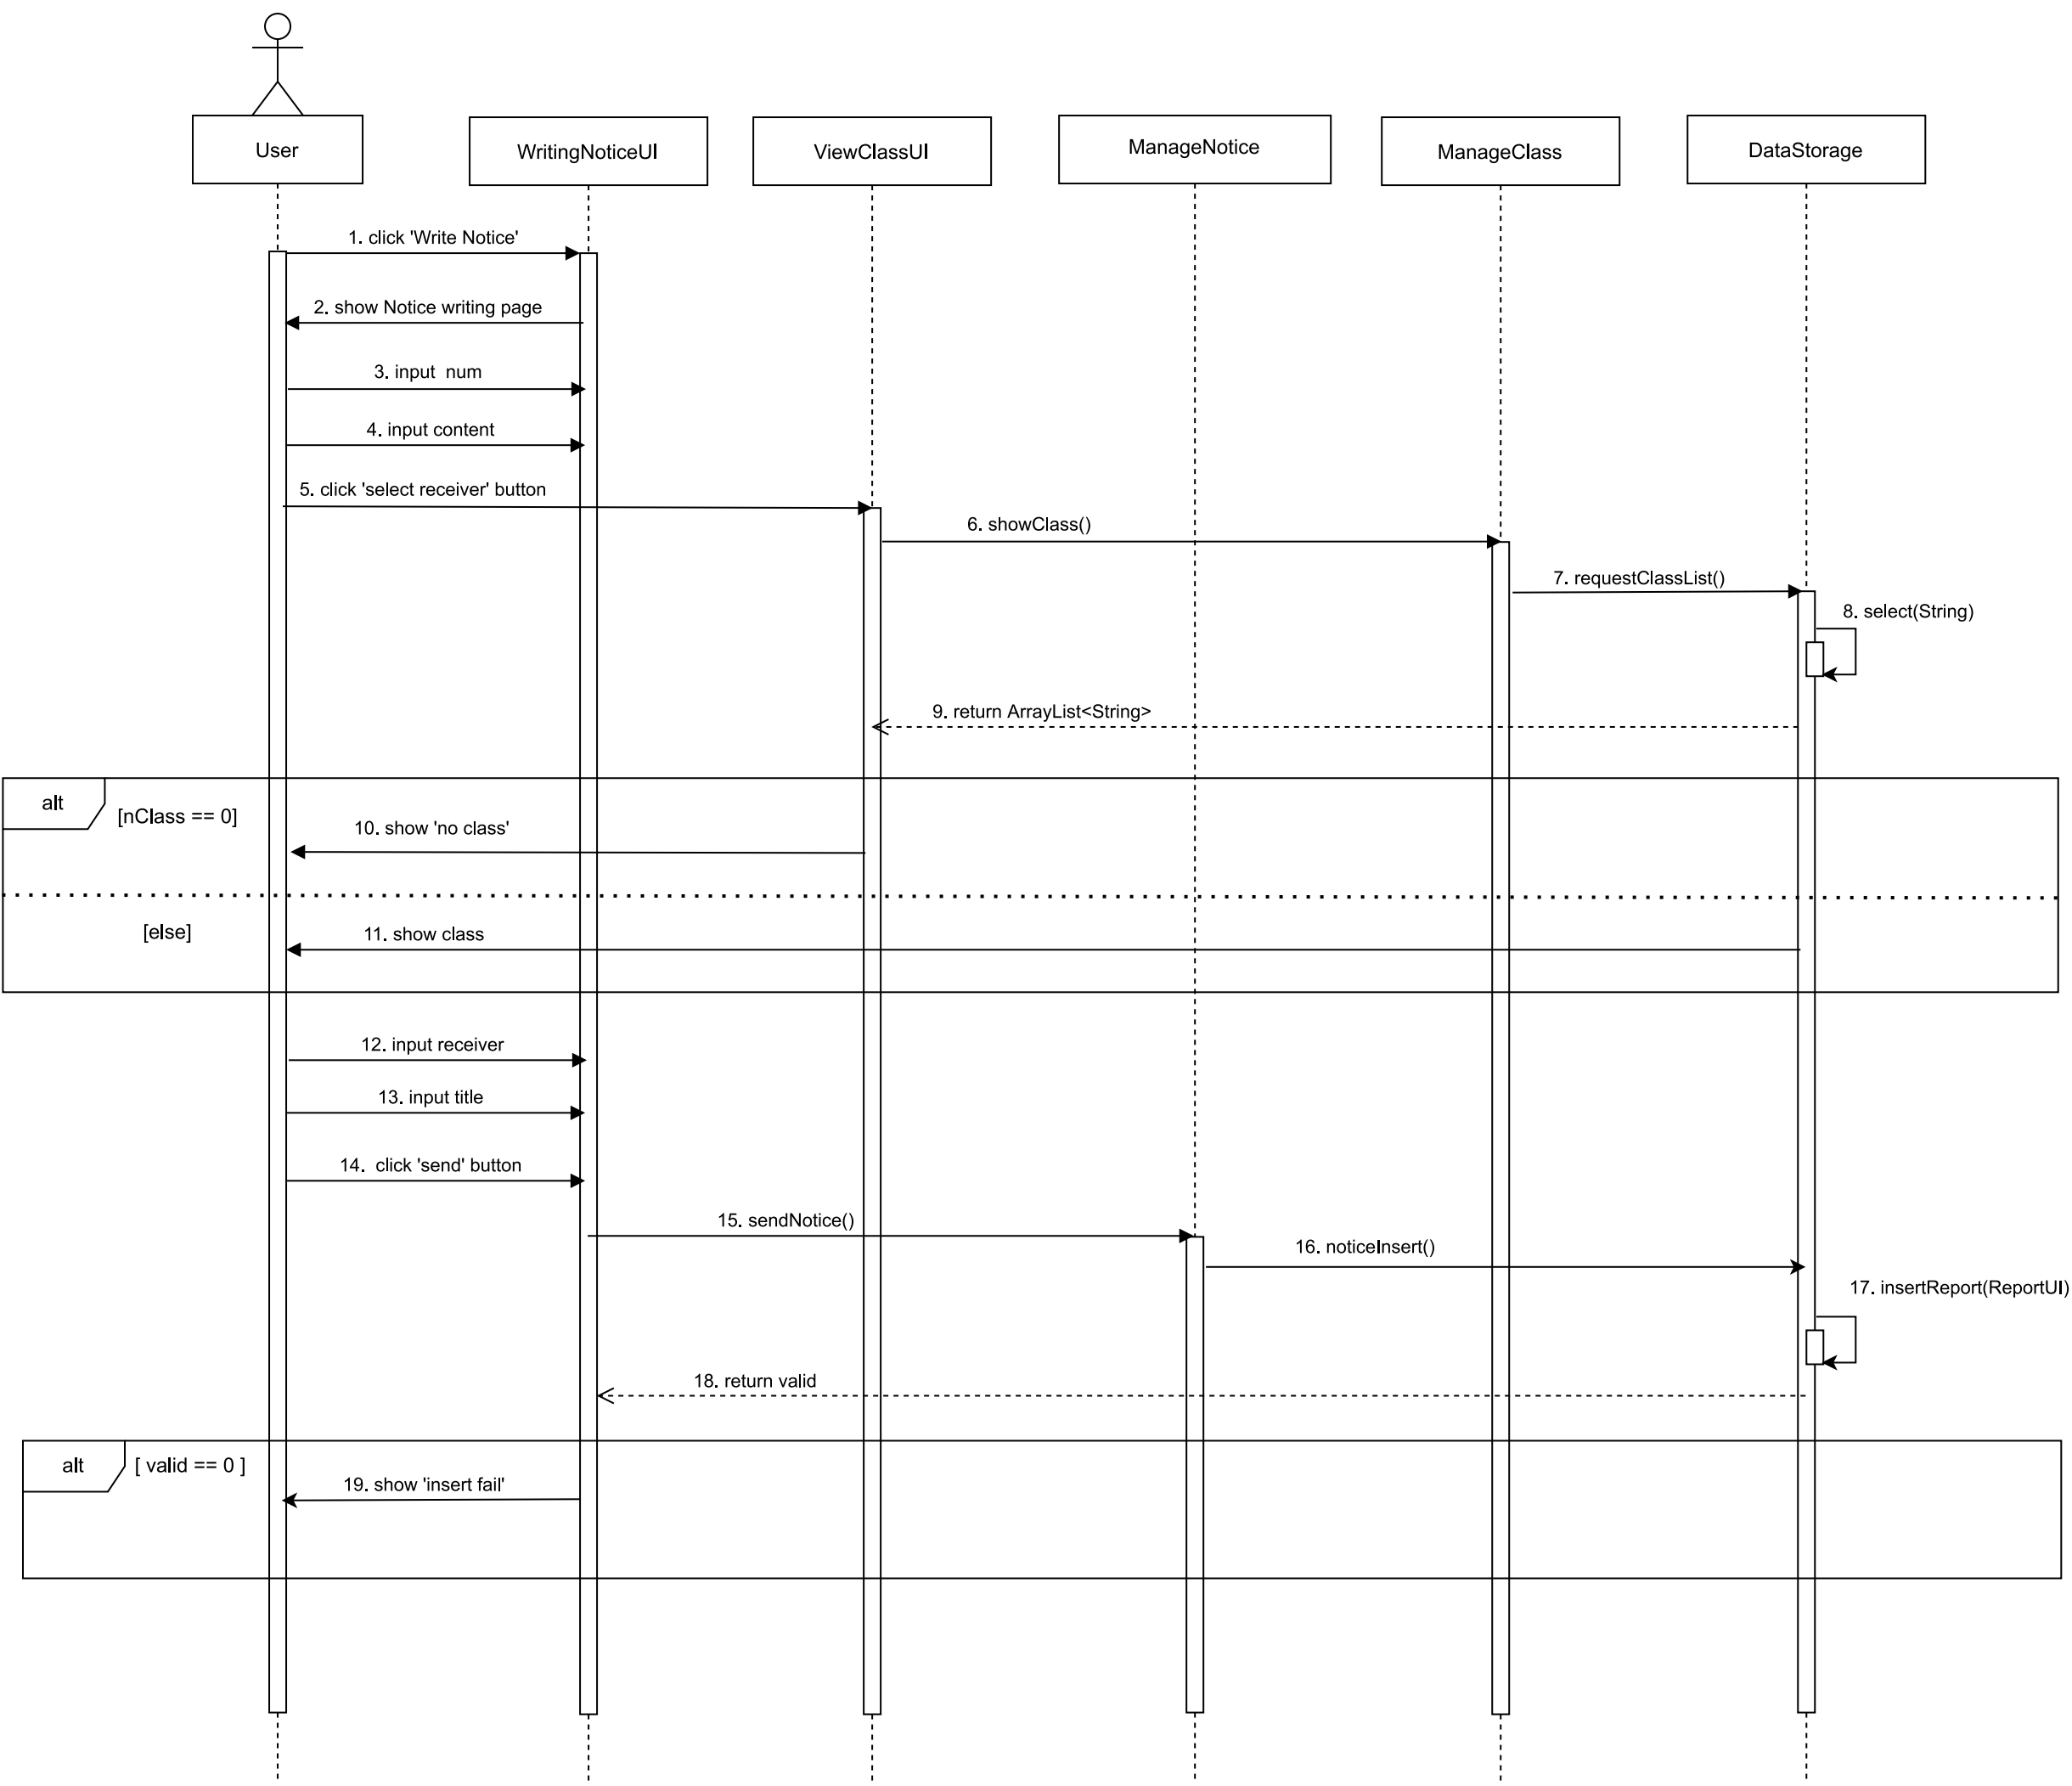 User
WritingNoticeUI
ViewClassUI
ManageNotice
ManageClass
DataStorage
1. click 'Write Notice'
2. show Notice writing page
3. input  num
4. input content
5. click 'select receiver' button
6. showClass()
7. requestClassList()
8. select(String)
9. return ArrayList<String>
alt
[nClass == 0]
10. show 'no class'
[else]
11. show class
12. input receiver
13. input title
14.  click 'send' button
15. sendNotice()
16. noticeInsert()
17. insertReport(ReportUI)
18. return valid
alt
[ valid == 0 ]
19. show 'insert fail'